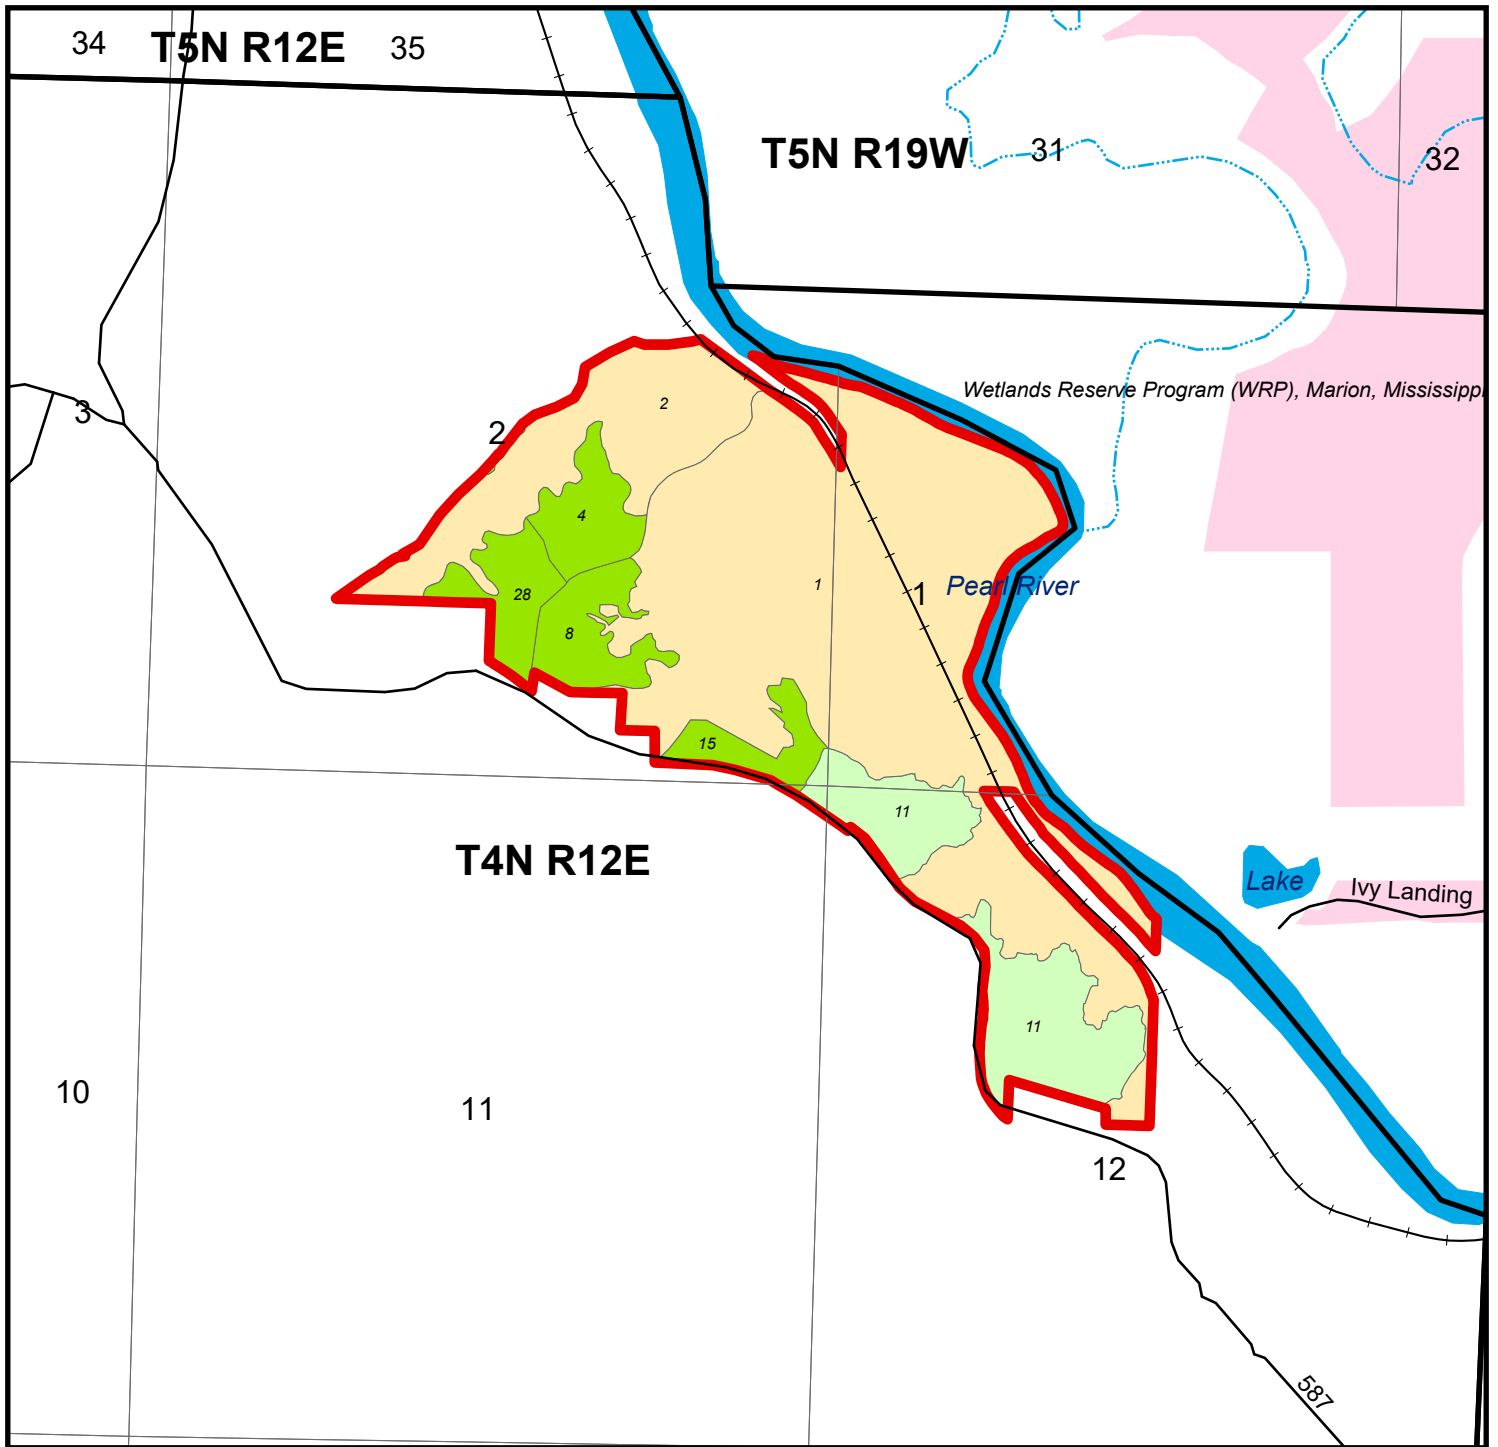 34
T5N R12E
35
T5N R19W
31
32
Wetlands Reserve Program (WRP), Marion, Mississippi
3
2
2
4
28
8
1
1
Pearl River
15
11
T4N R12E
Lake
Ivy Landing
11
10
11
12
587